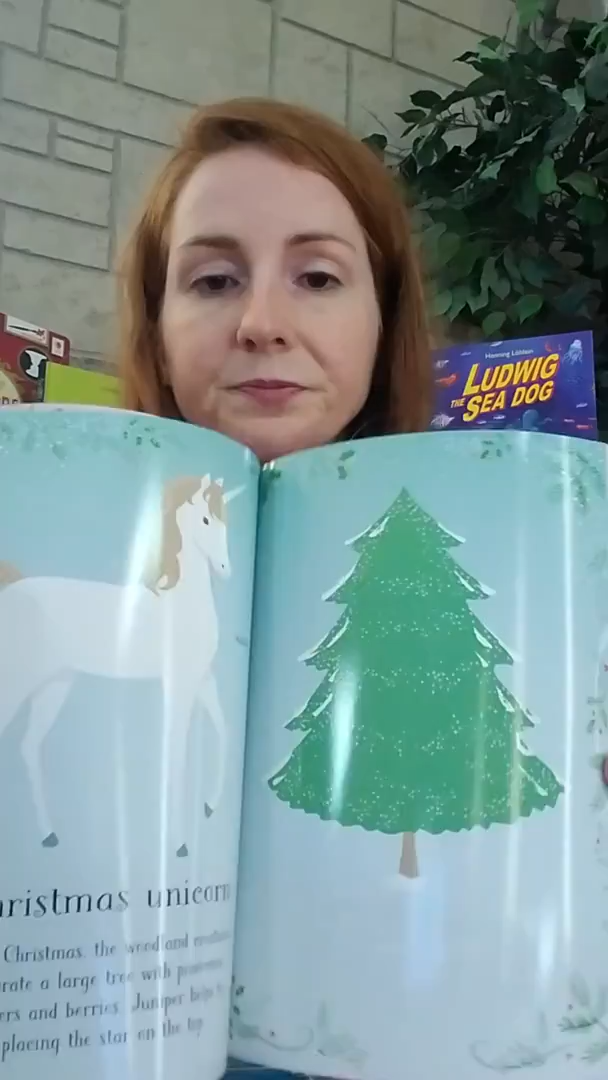 Henning Löhlein
LUDWIG
THE SEA DOG
hristmas unicorn
Christmas, the woodland
rate a large tree with
ers and berries. Juniper helps
placing the star on the top